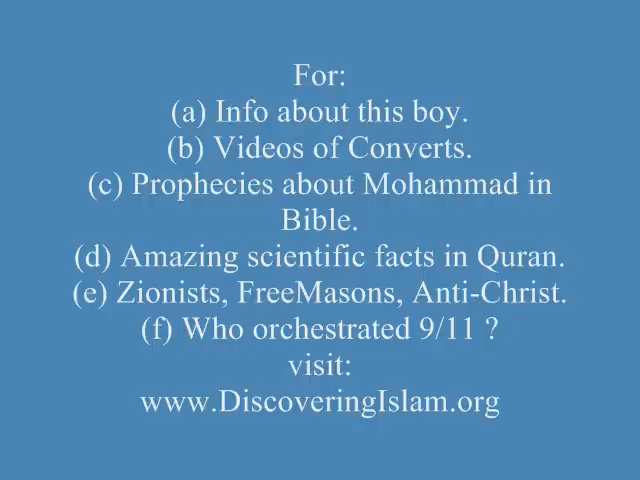 For:
(a) Info about this boy.
(b) Videos of Converts.
(c) Prophecies about Mohammad in
Bible.
(d) Amazing scientific facts in Quran.
(e) Zionists, FreeMasons, Anti-Christ.
(f) Who orchestrated 9/11 ?
visit:
www.DiscoveringIslam.org